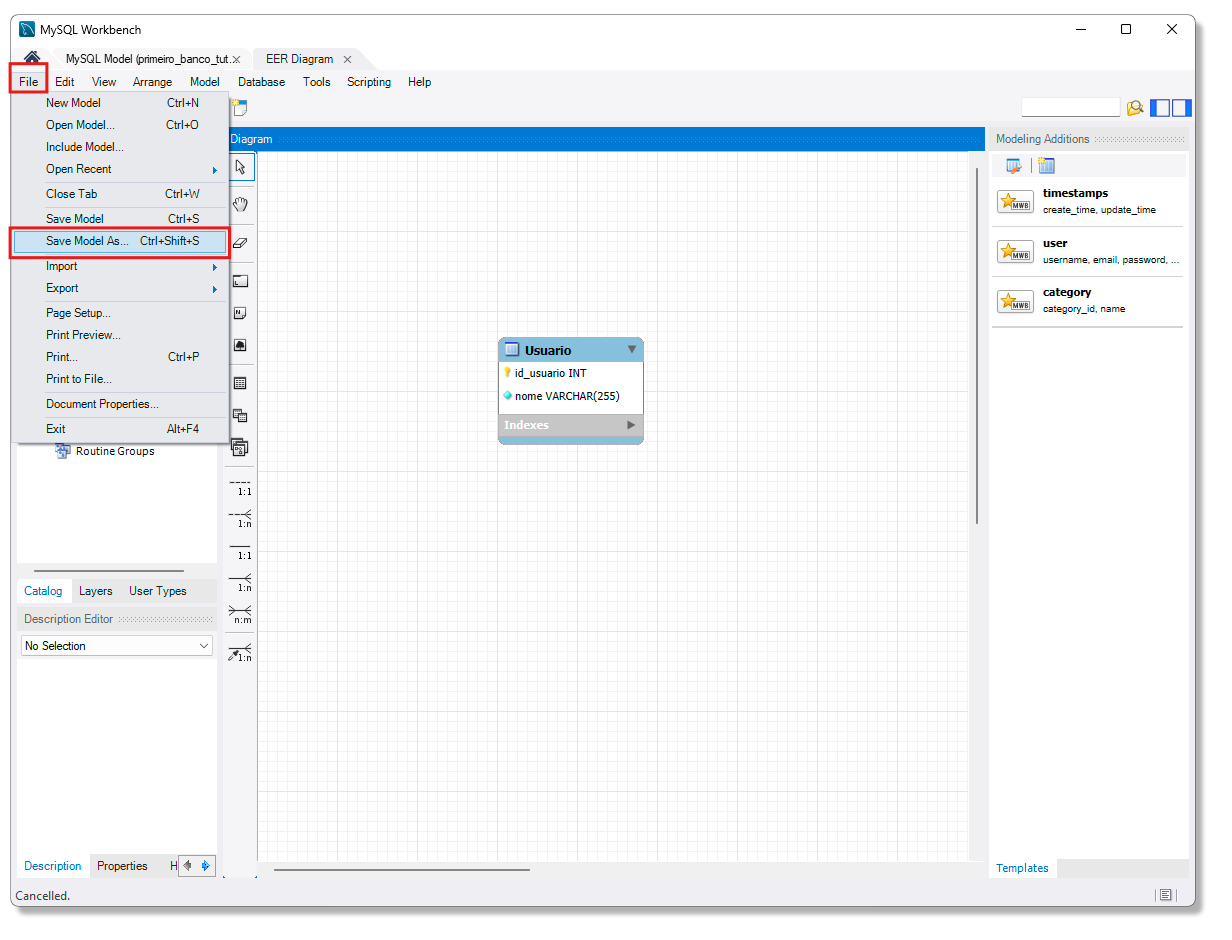 MySQL Workbench
MySQL Model (primeiro_banco_tut.
EER Diagram
File Edit View Arrange Model Database Tools Scripting Help
New Model Ctrl+N
Open Model... Ctrl+O
Include Model...
Open Recent
Close Tab Ctrl+W
Save Model Ctrl+S
Save Model As... Ctrl+Shift+S
Import
Export
Page Setup...
Print Preview...
Print... Ctrl+P
Print to File...
Document Properties...
Exit Alt+F4
Routine Groups
Catalog Layers User Types
Description Editor
No Selection
Description Properties H
Diagram
1:1
1:n
1:1
1:n
n:m
1:n
Usuario
id_usuario INT
nome VARCHAR(255)
Indexes
Modeling Additions
MWB
timestamps
create_time, update_time
MWB
user
username, email, password, ...
MWB
category
category_id, name
Templates
Cancelled.